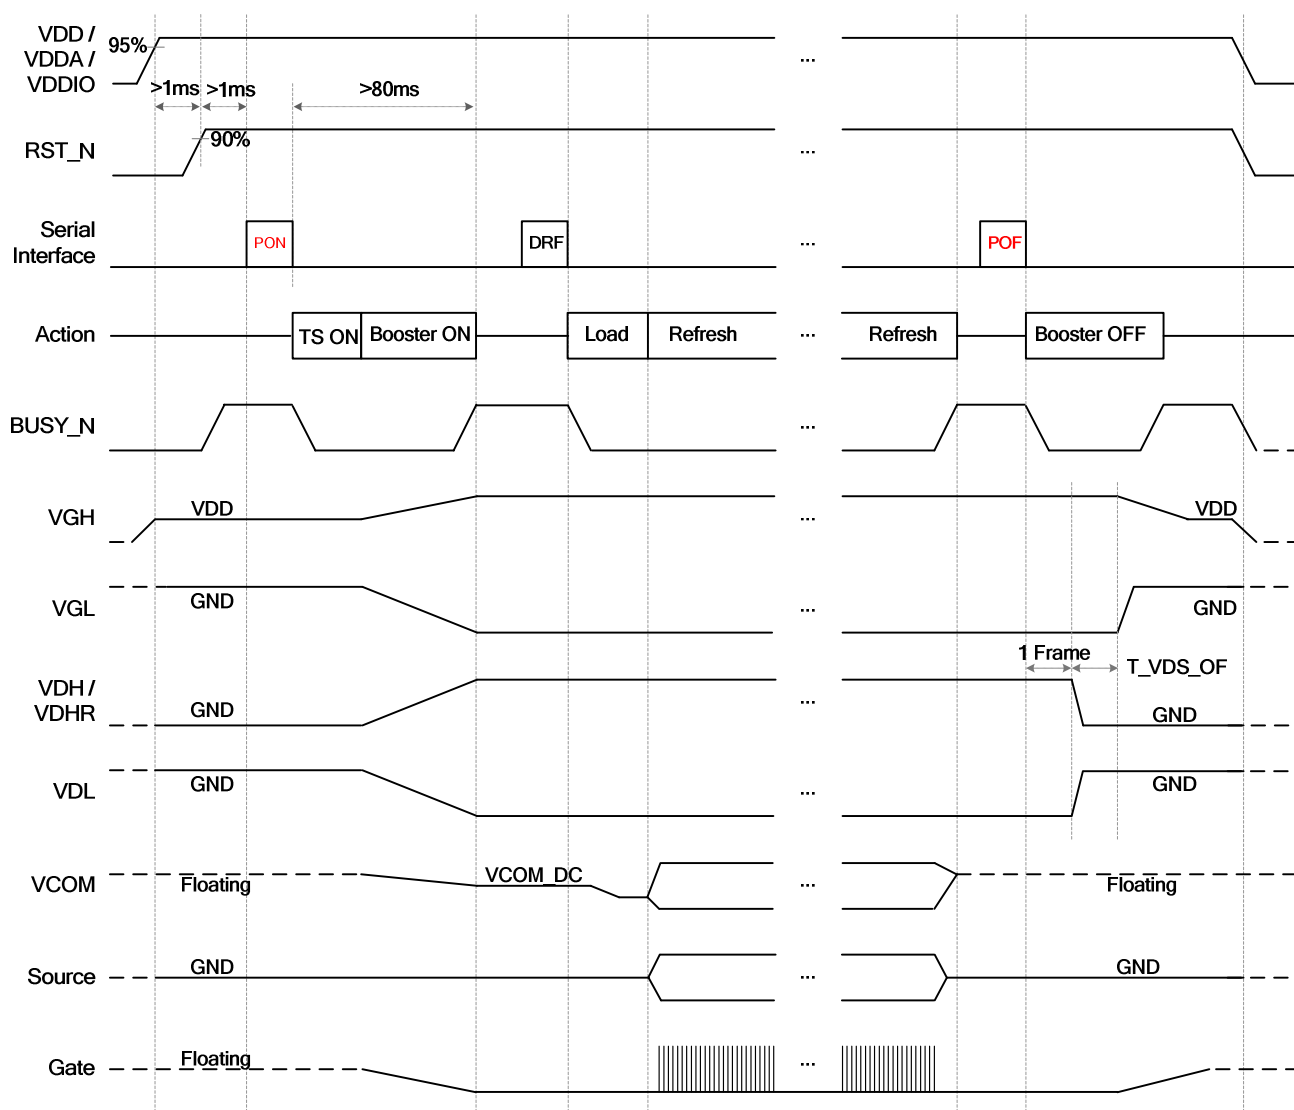 VDD /
VDDA /
VDDIO
95%
>1ms
>1ms
>80ms
...
RST_N
90%
...
Serial
Interface
PON
DRF
...
POF
Action
TS ON
Booster ON
Load
Refresh
...
Refresh
Booster OFF
BUSY_N
...
VGH
VDD
...
VDD
VGL
GND
...
GND
1 Frame
T_VDS_OF
VDH /
VDHR
GND
...
GND
VDL
GND
...
GND
VCOM
Floating
VCOM_DC
...
Floating
Source
GND
...
GND
Gate
Floating
...